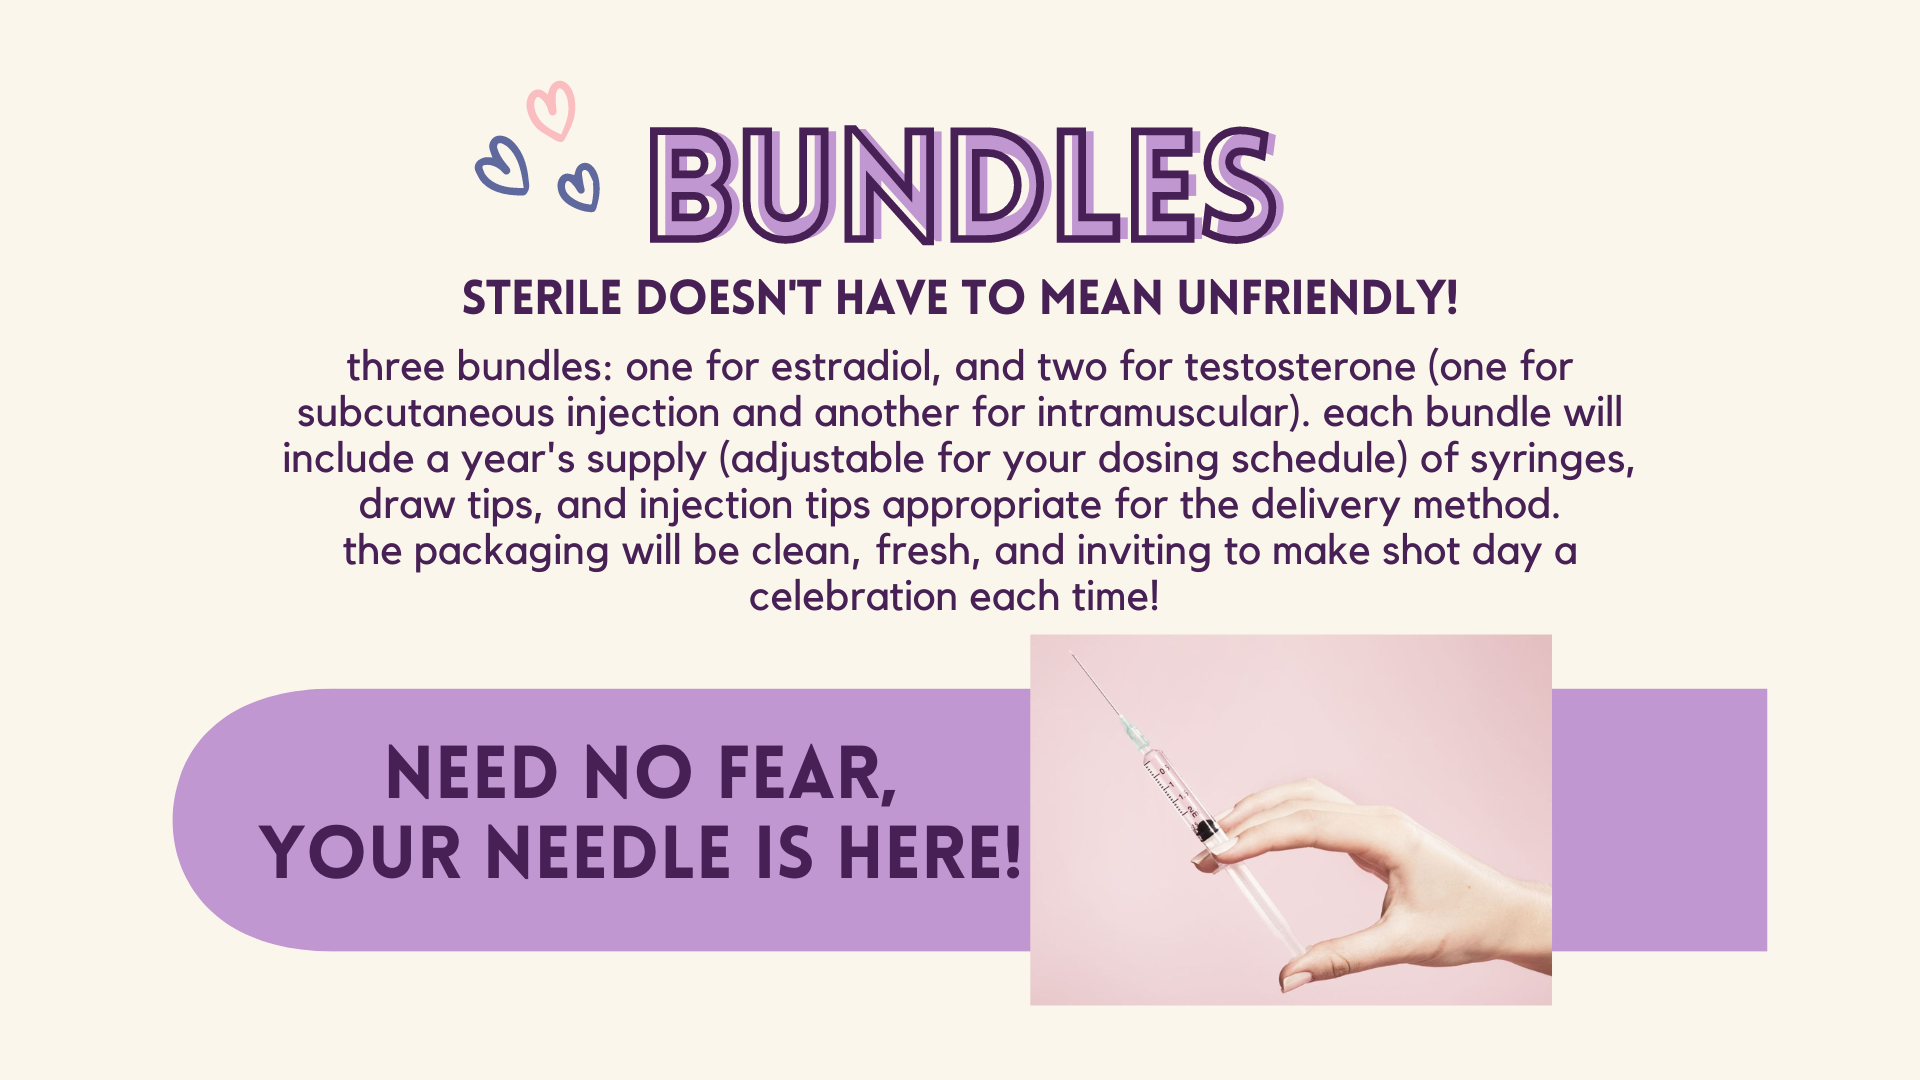 BUNDLES
STERILE DOESN'T HAVE TO MEAN UNFRIENDLY!
three bundles: one for estradiol, and two for testosterone (one for
subcutaneous injection and another for intramuscular). each bundle will
include a year's supply (adjustable for your dosing schedule) of syringes,
draw tips, and injection tips appropriate for the delivery method.
the packaging will be clean, fresh, and inviting to make shot day a
celebration each time!
NEED NO FEAR,
YOUR NEEDLE IS HERE!